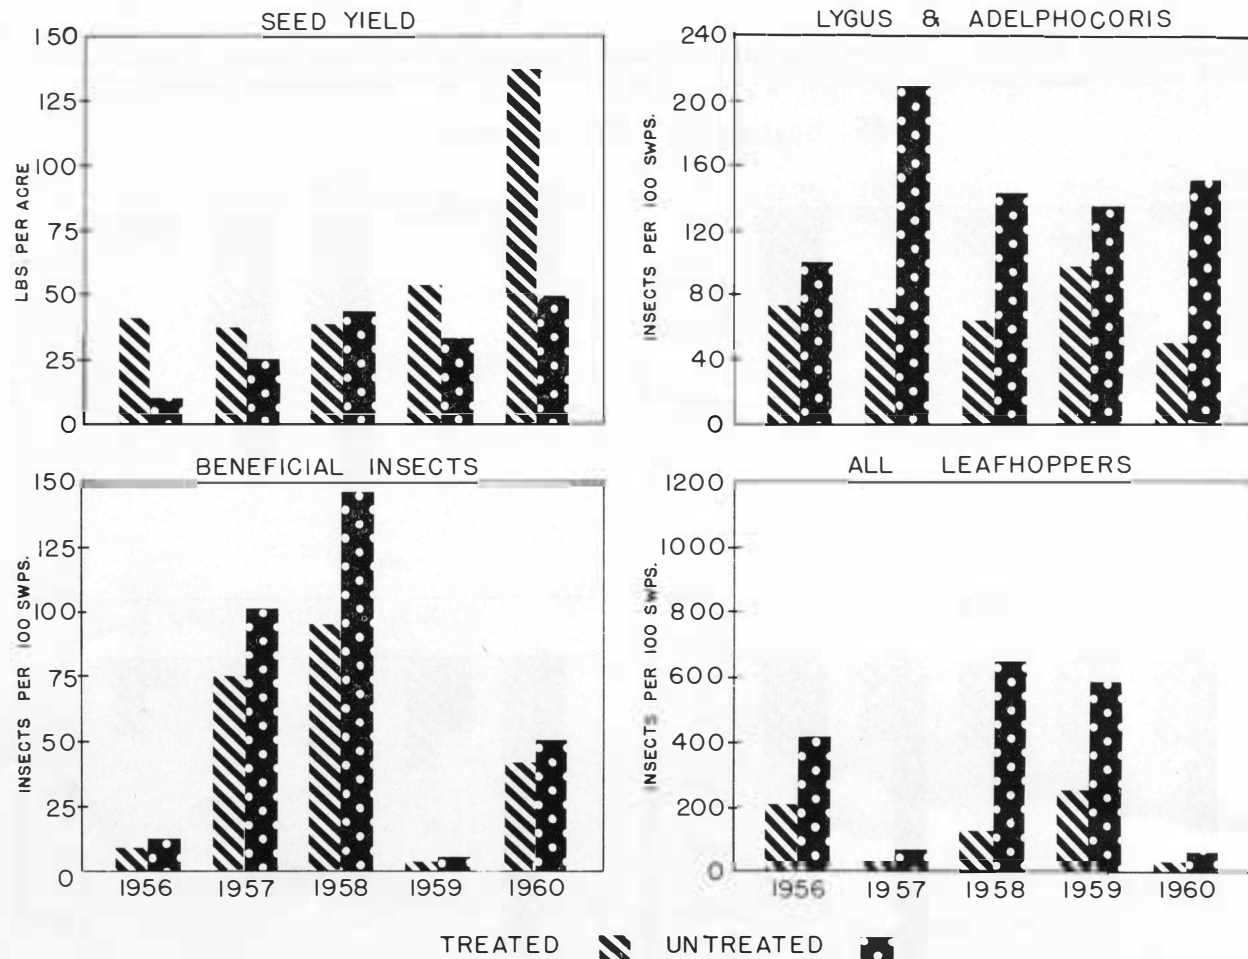 SEED YIELD
150
125
100
75
50
25
0
LBS. PER ACRE
LYGUS & ADELPHOCORIS
240
200
160
120
80
40
0
INSECTS PER 100 SWPS.
BENEFICIAL INSECTS
150
125
100
75
50
25
0
INSECTS PER 100 SWPS.
1956 1957 1958 1959 1960
ALL LEAFHOPPERS
1200
1000
800
600
400
200
0
INSECTS PER 100 SWPS.
1956 1957 1958 1959 1960
TREATED UNTREATED